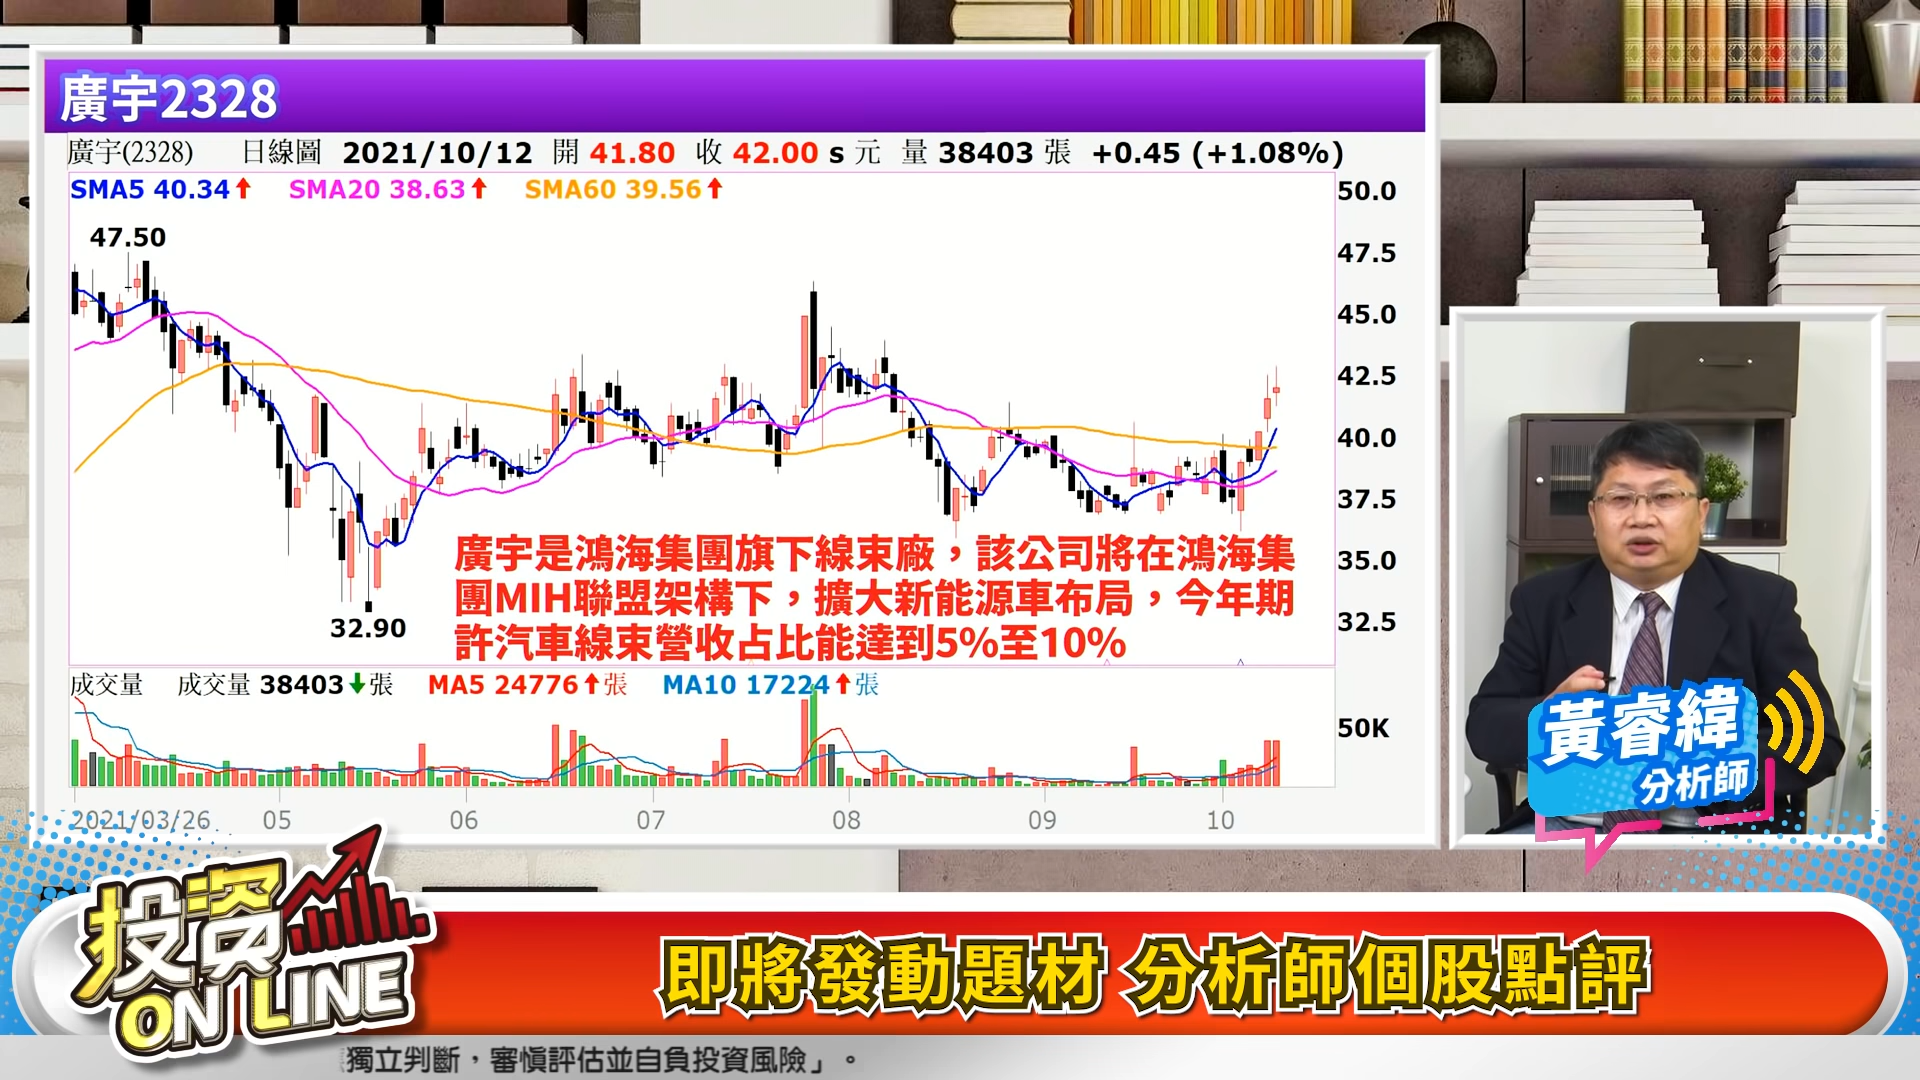 廣宇2328
廣宇(2328) 日線圖 2021/10/12 開 41.80 收 42.00 s 元 量 38403 張 +0.45 (+1.08%)
SMA5 40.34↑ SMA20 38.63↑ SMA60 39.56↑
50.0
47.50
47.5
45.0
42.5
40.0
37.5
35.0
32.5
32.90
廣宇是鴻海集團旗下線束廠，該公司將在鴻海集
團MIH聯盟架構下，擴大新能源車布局，今年期
許汽車線束營收占比能達到5%至10%
成交量 成交量 38403↓張 MA5 24776↑張 MA10 17224↑張
50K
2021/03/26 05 06 07 08 09 10
黃睿緯
分析師
投資
ON LINE
即將發動題材 分析師個股點評
獨立判斷，審慎評估並自負投資風險」。